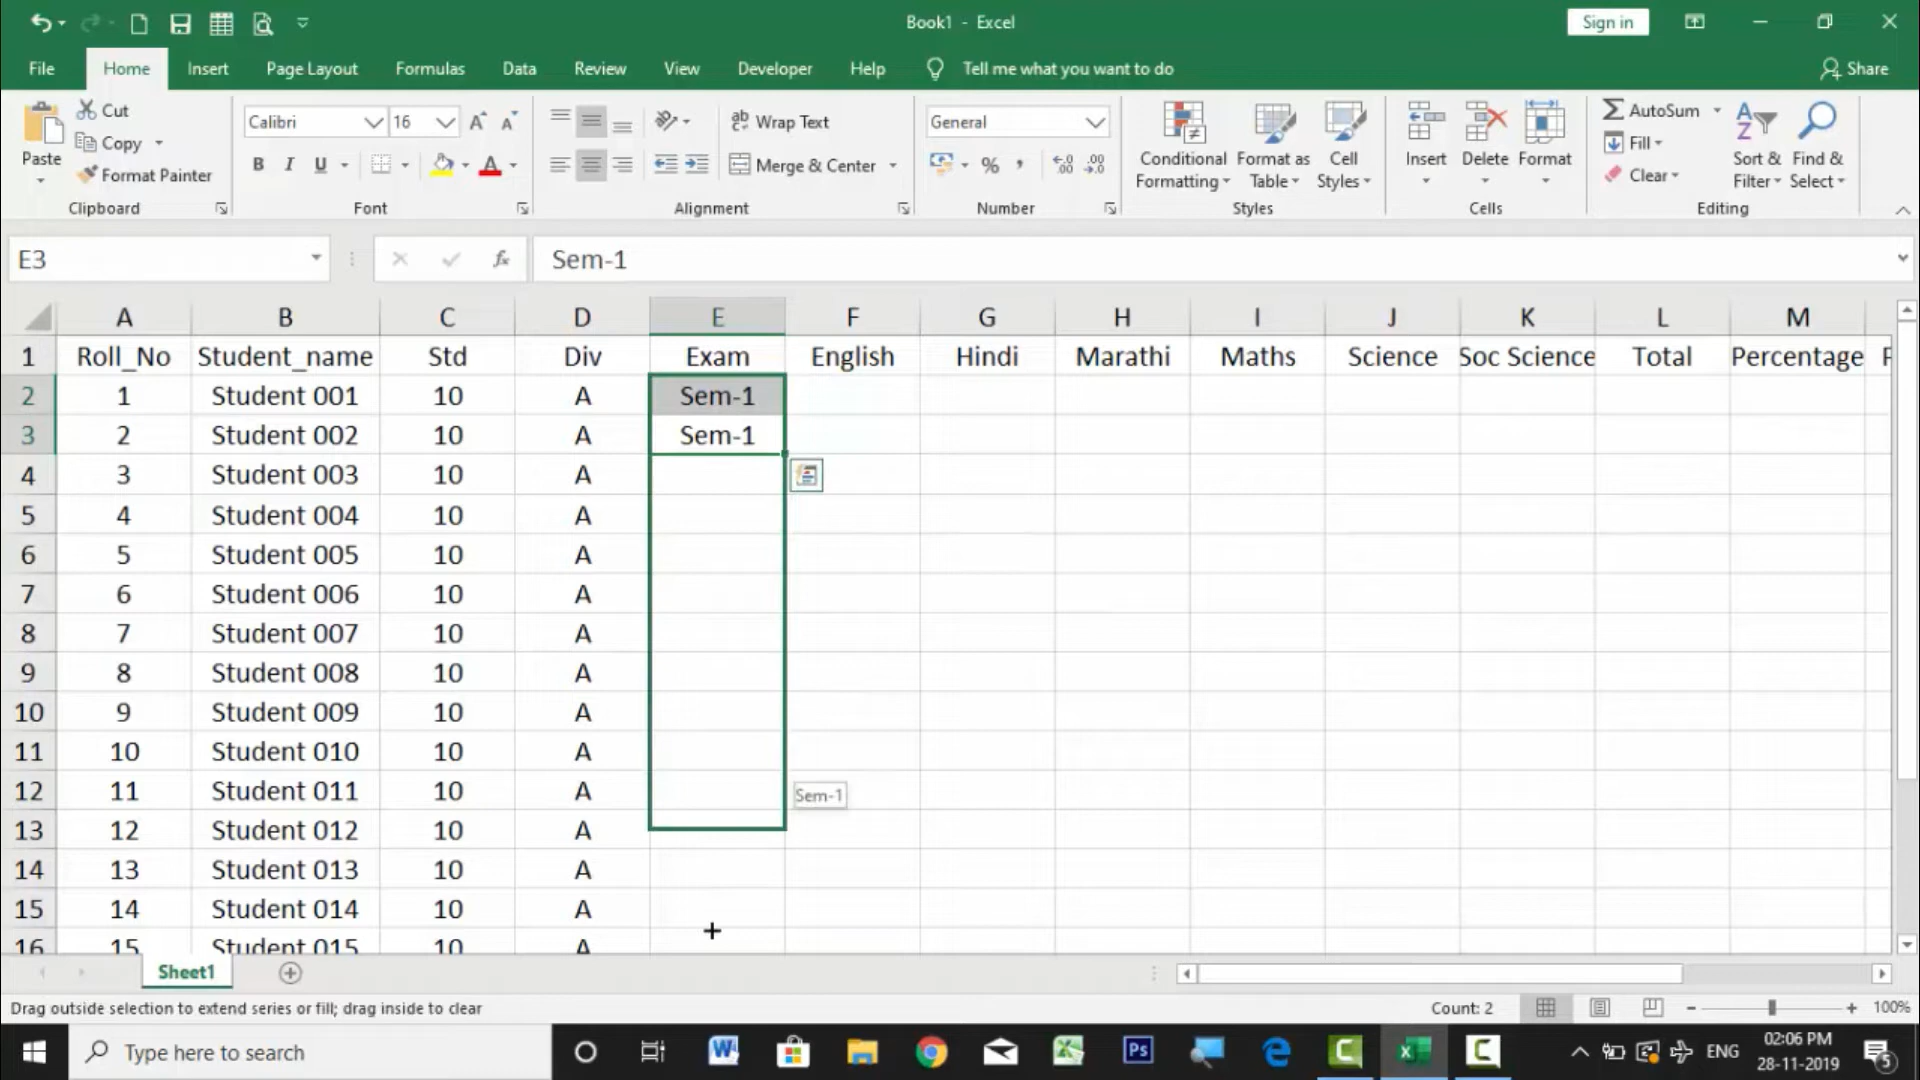 Book1 - Excel
Sign in
File Home Insert Page Layout Formulas Data Review View Developer Help Tell me what you want to do Share
Paste
Cut
Copy
Format Painter
Clipboard
Calibri 16
B I U A
Font
Wrap Text
Merge & Center
Alignment
General
%
Number
Conditional Formatting
Format as Table
Cell Styles
Styles
Insert
Delete
Format
Cells
AutoSum
Fill
Clear
Sort & Filter
Find & Select
Editing
E3 fx Sem-1
A B C D E F G H I J K L M
1 Roll_No Student_name Std Div Exam English Hindi Marathi Maths Science Soc Science Total Percentage
2 1 Student 001 10 A Sem-1
3 2 Student 002 10 A Sem-1
4 3 Student 003 10 A
5 4 Student 004 10 A
6 5 Student 005 10 A
7 6 Student 006 10 A
8 7 Student 007 10 A
9 8 Student 008 10 A
10 9 Student 009 10 A
11 10 Student 010 10 A
12 11 Student 011 10 A Sem-1
13 12 Student 012 10 A
14 13 Student 013 10 A
15 14 Student 014 10 A
16 15 Student 015 10 A
Sheet1
Drag outside selection to extend series or fill; drag inside to clear Count: 2 100%
Type here to search
ENG
02:06 PM
28-11-2019
5